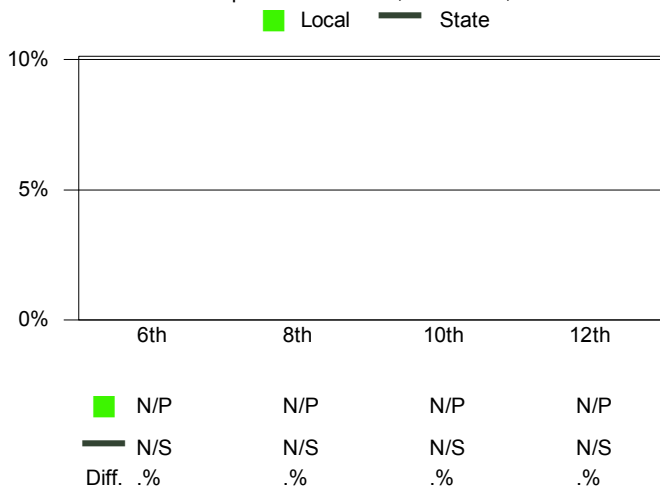 Local State
10%
5%
0%
6th 8th 10th 12th
N/P N/P N/P N/P
N/S N/S N/S N/S
Diff. .% .% .% .%